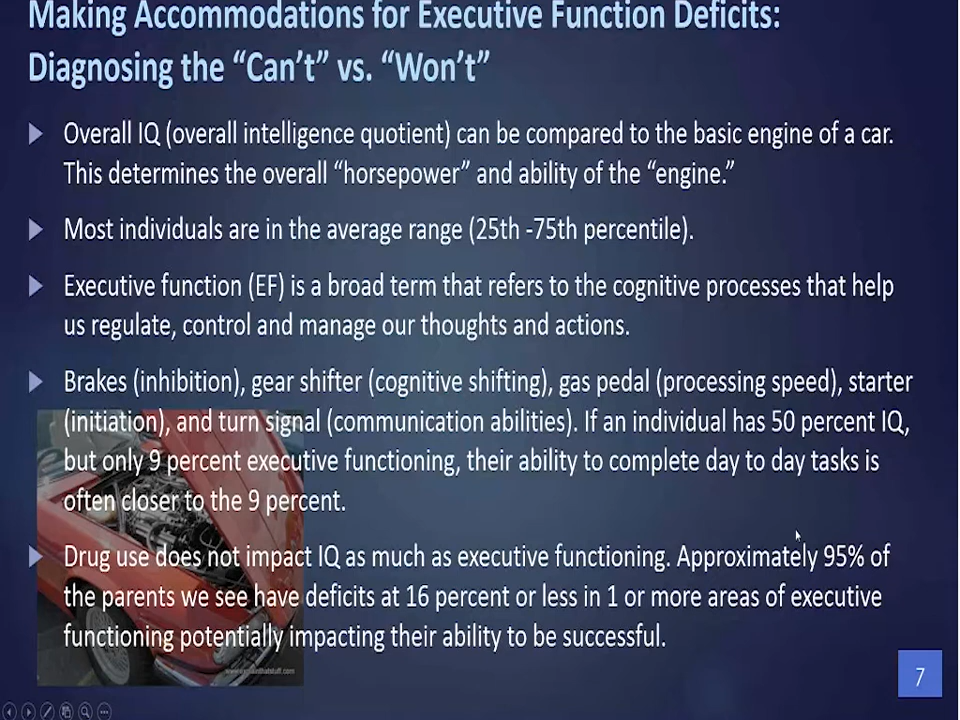 Making Accommodations for Executive Function Deficits:
Diagnosing the “Can’t” vs. “Won’t”
Overall IQ (overall intelligence quotient) can be compared to the basic engine of a car.
This determines the overall “horsepower” and ability of the “engine.”
Most individuals are in the average range (25th -75th percentile).
Executive function (EF) is a broad term that refers to the cognitive processes that help
us regulate, control and manage our thoughts and actions.
Brakes (inhibition), gear shifter (cognitive shifting), gas pedal (processing speed), starter
(initiation), and turn signal (communication abilities). If an individual has 50 percent IQ,
but only 9 percent executive functioning, their ability to complete day to day tasks is
often closer to the 9 percent.
Drug use does not impact IQ as much as executive functioning. Approximately 95% of
the parents we see have deficits at 16 percent or less in 1 or more areas of executive
functioning potentially impacting their ability to be successful.
7